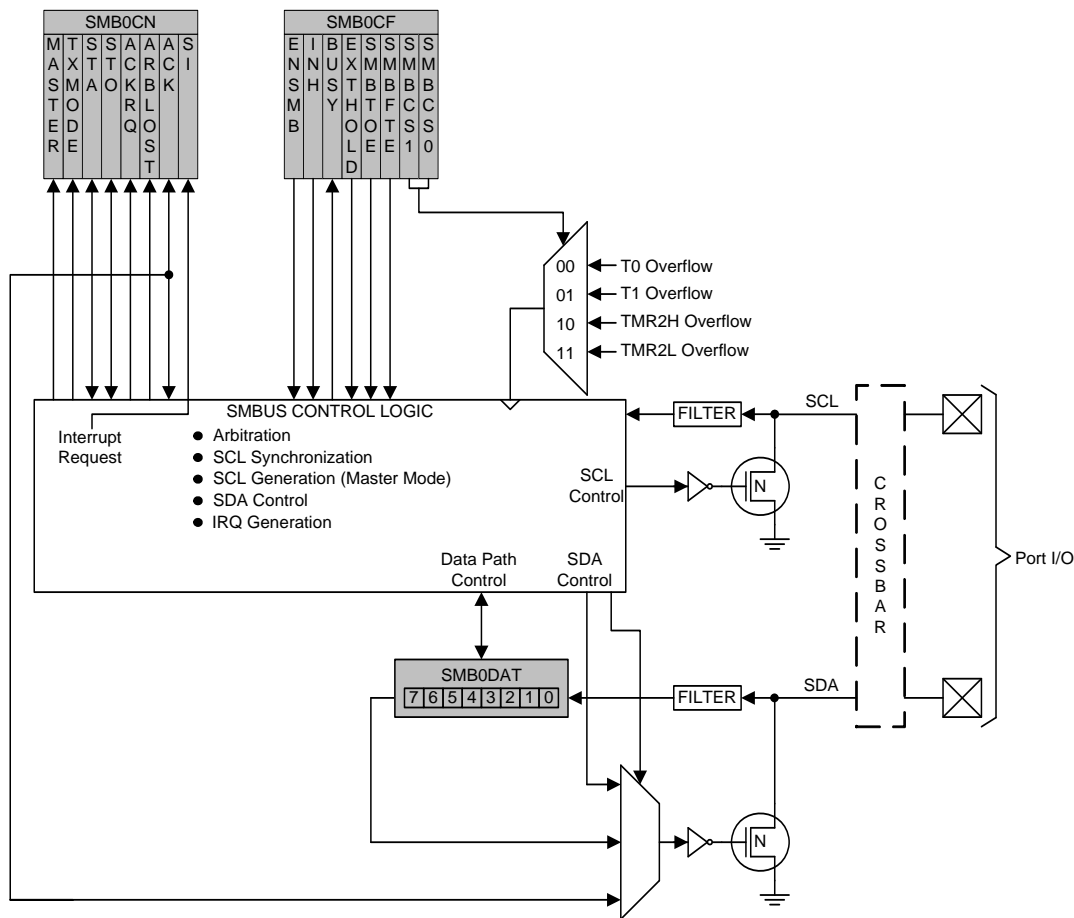 SMB0CN
MASTER
TXMODE
STA
STO
ACKRQ
ARBLOST
ACK
SI
SMB0CF
ENSMB
INH
BUSY
EXTHOLD
SMBTOE
SMBFTE
SMBCS1
SMBCS0
00
T0 Overflow
01
T1 Overflow
10
TMR2H Overflow
11
TMR2L Overflow
SMBUS CONTROL LOGIC
Interrupt
Request
Arbitration
SCL Synchronization
SCL Generation (Master Mode)
SDA Control
IRQ Generation
SCL
Control
FILTER
SCL
N
CROSSBAR
Port I/O
Data Path
Control
SDA
Control
SMB0DAT
7 6 5 4 3 2 1 0
FILTER
SDA
N